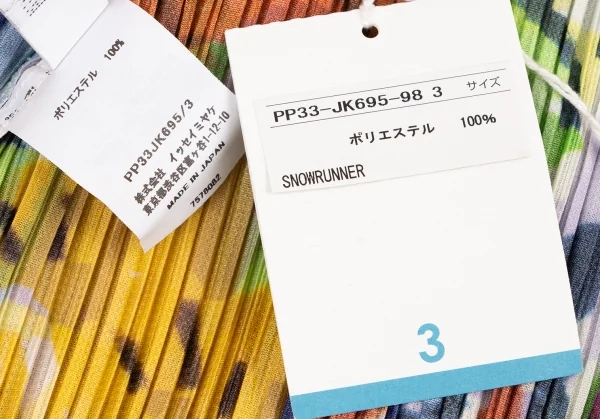 ポリエステル 100%
PP33JK695/3
株式会社 イッセイミヤケ
東京都渋谷区富ケ谷1-12-10
MADE IN JAPAN
7578082
PP33-JK695-98 3 サイズ
ポリエステル 100%
SNOWRUNNER
3